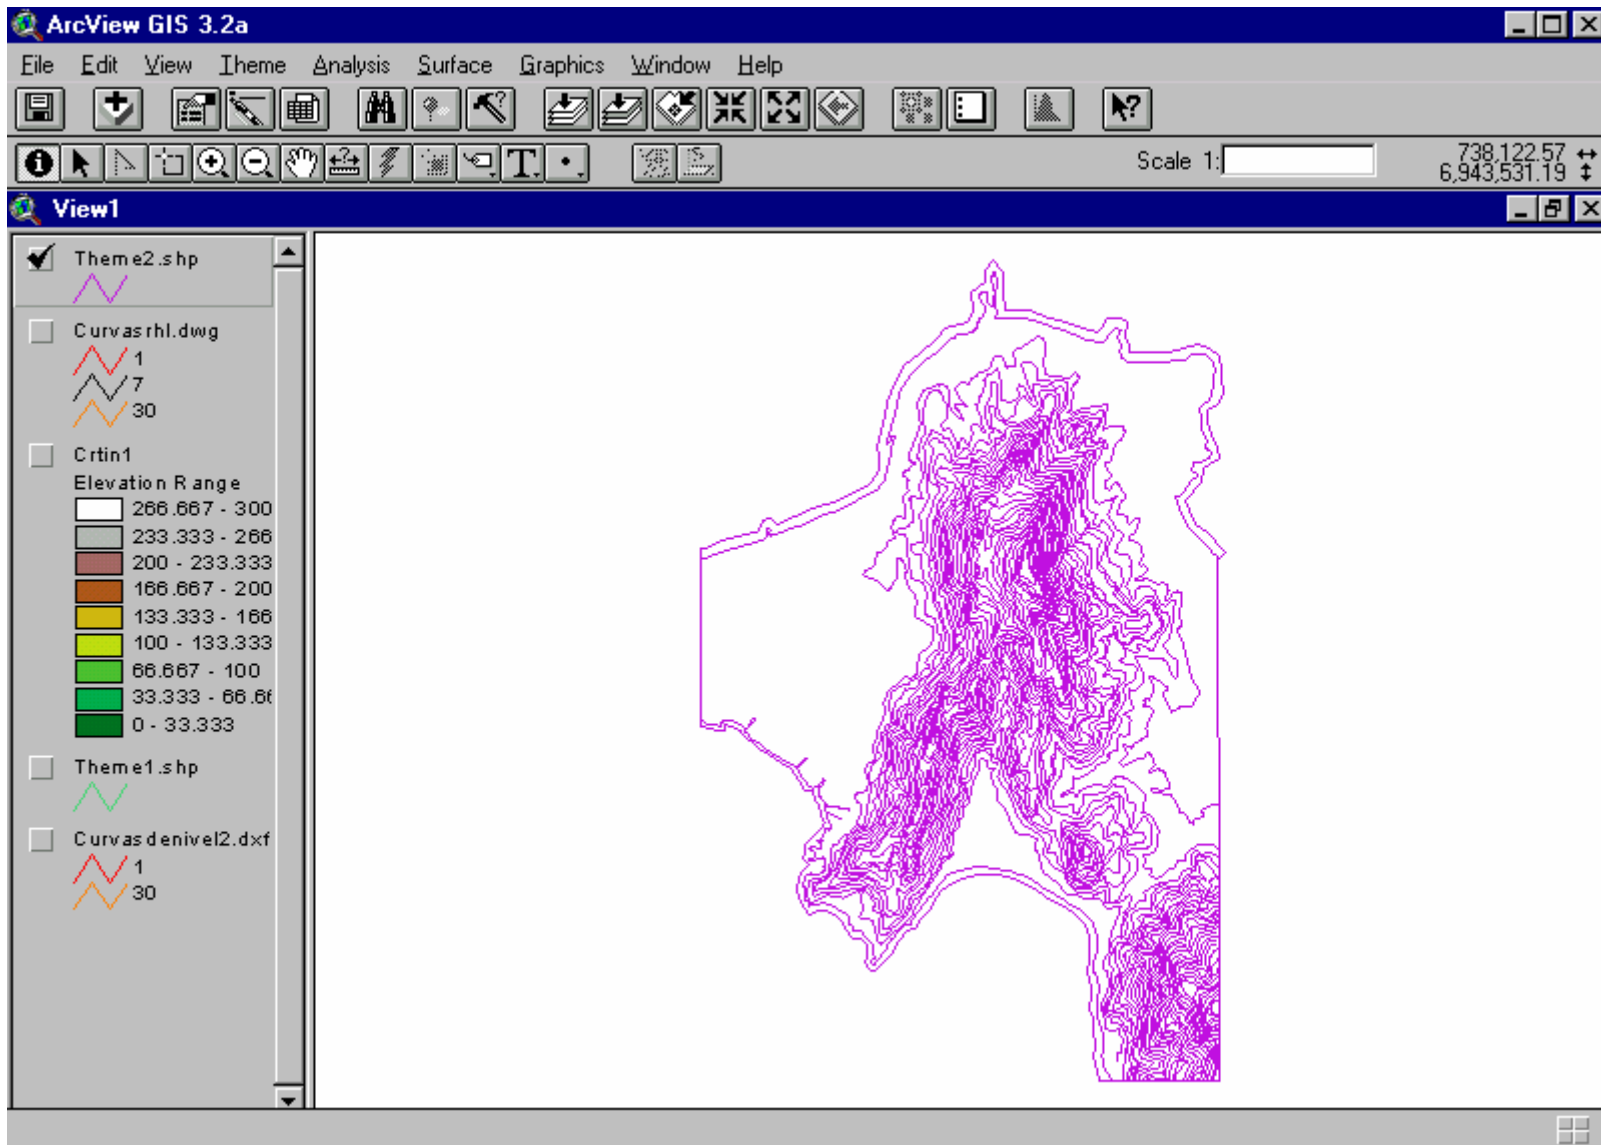 ArcView GIS 3.2a
File Edit View Theme Analysis Surface Graphics Window Help
Scale 1: 738,122.57
6,943,531.19
View1
Theme2.shp
Curvasrhl.dwg
1
7
30
Crtin1
Elevation Range
266.667 - 300
233.333 - 266
200 - 233.333
166.667 - 200
133.333 - 166
100 - 133.333
66.667 - 100
33.333 - 66.66
0 - 33.333
Theme1.shp
Curvasdenivel2.dxf
1
30